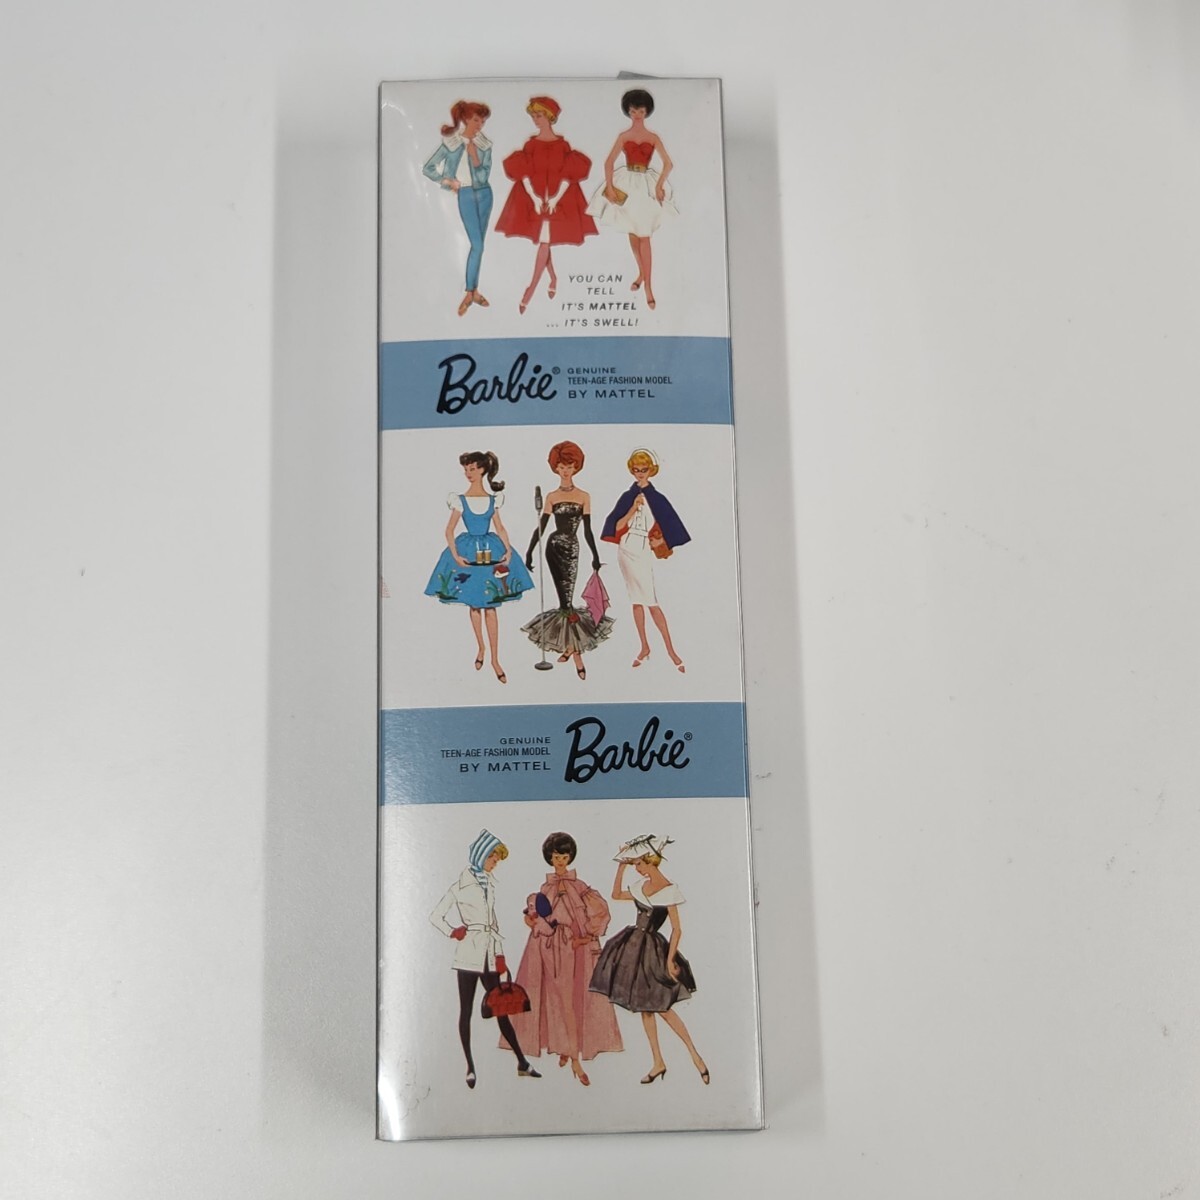 YOU CAN
TELL
IT'S MATTEL
... IT'S SWELL!
Barbie®
GENUINE
TEEN-AGE FASHION MODEL
BY MATTEL
GENUINE
TEEN-AGE FASHION MODEL
BY MATTEL
Barbie®